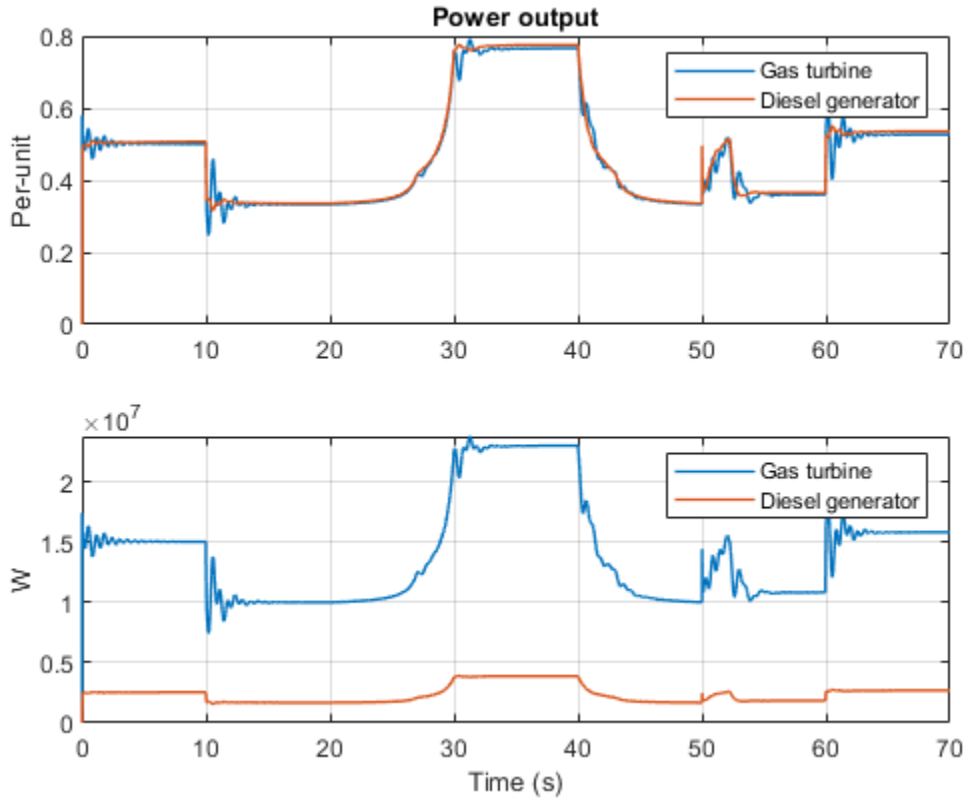 Power output
Per-unit
0.8
0.6
0.4
0.2
0
Gas turbine
Diesel generator
0 10 20 30 40 50 60 70
×10⁷
W
2
1.5
1
0.5
0
Gas turbine
Diesel generator
0 10 20 30 40 50 60 70
Time (s)